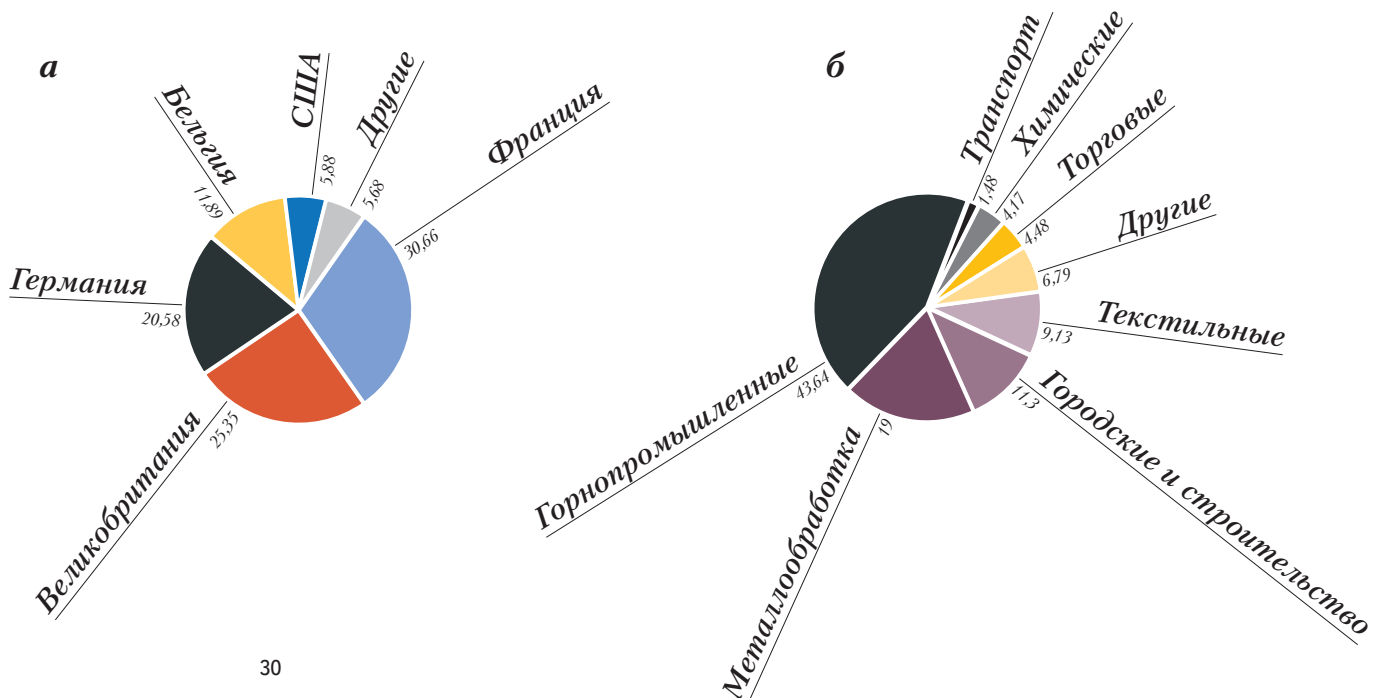 а
Бельгия
11,89
США
5,88
Другие
5,68
Франция
30,66
Германия
20,58
Великобритания
25,35
б
Транспорт
1,48
Химические
4,17
Торговые
4,48
Другие
6,79
Текстильные
9,13
Городские и строительство
11,3
Металлообработка
19
Горнопромышленные
43,64
30